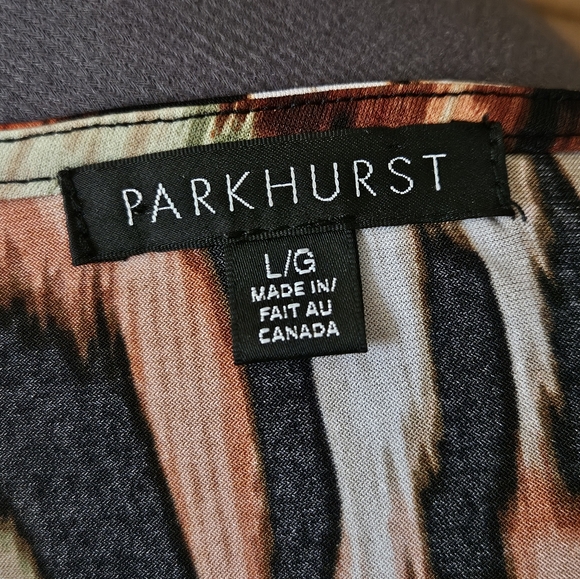 PARKHURST
L/G
MADE IN/
FAIT AU
CANADA